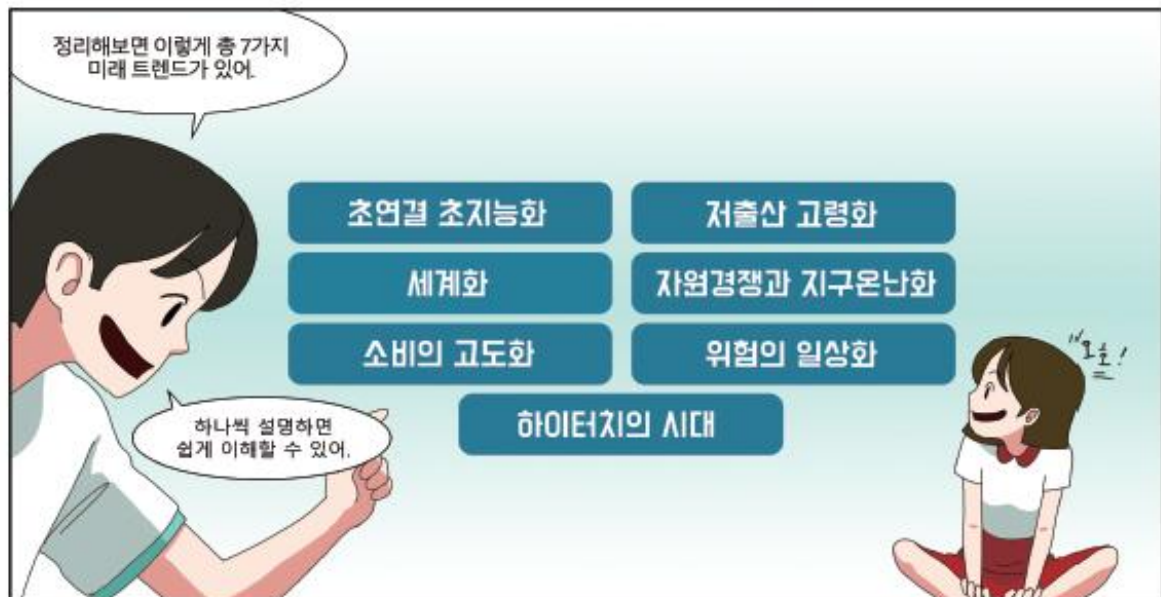 정리해보면 이렇게 총 7가지
미래 트렌드가 있어.
초연결 초지능화
저출산 고령화
세계화
자원경쟁과 지구온난화
소비의 고도화
위험의 일상화
하이터치의 시대
오호!
하나씩 설명하면
쉽게 이해할 수 있어.